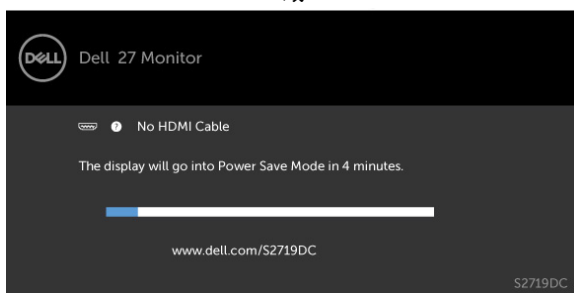 DELL Dell 27 Monitor
? No HDMI Cable
The display will go into Power Save Mode in 4 minutes.
www.dell.com/S2719DC
S2719DC